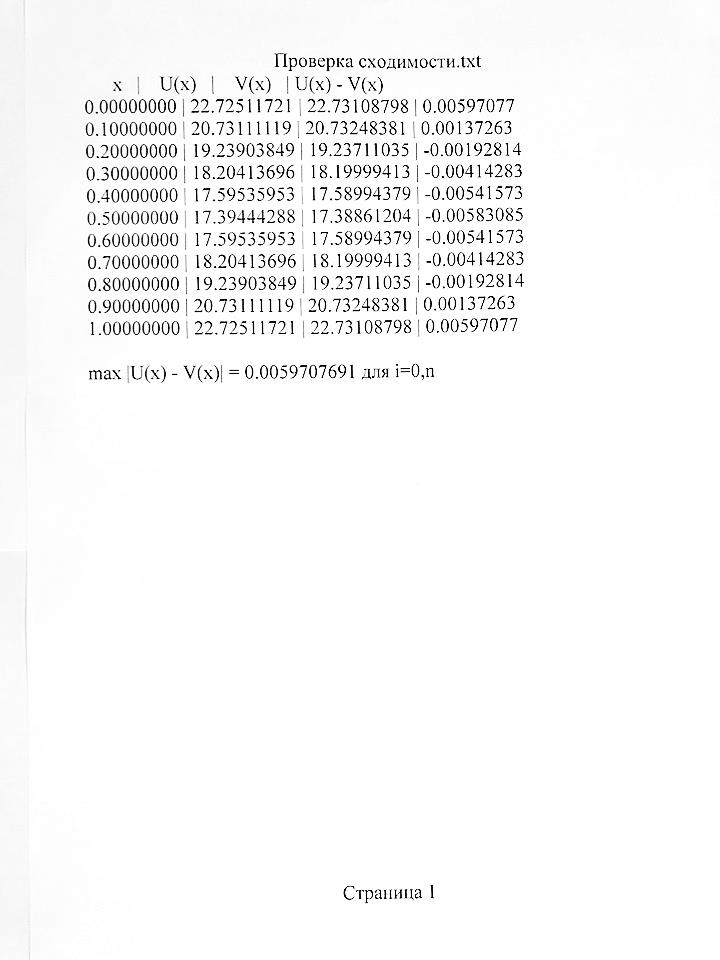 Проверка сходимости.txt
x | U(x) | V(x) | U(x) - V(x)
0.00000000 | 22.72511721 | 22.73108798 | 0.00597077
0.10000000 | 20.73111119 | 20.73248381 | 0.00137263
0.20000000 | 19.23903849 | 19.23711035 | -0.00192814
0.30000000 | 18.20413696 | 18.19999413 | -0.00414283
0.40000000 | 17.59535953 | 17.58994379 | -0.00541573
0.50000000 | 17.39444288 | 17.38861204 | -0.00583085
0.60000000 | 17.59535953 | 17.58994379 | -0.00541573
0.70000000 | 18.20413696 | 18.19999413 | -0.00414283
0.80000000 | 19.23903849 | 19.23711035 | -0.00192814
0.90000000 | 20.73111119 | 20.73248381 | 0.00137263
1.00000000 | 22.72511721 | 22.73108798 | 0.00597077
max |U(x) - V(x)| = 0.0059707691 для i=0,n
Страница 1